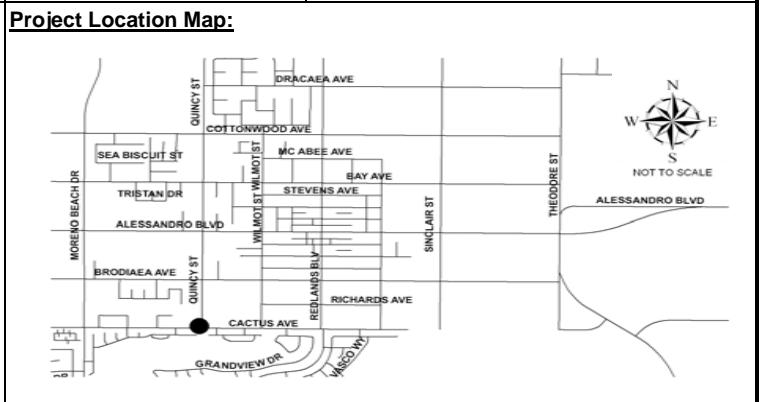 Project Location Map:
DRACAEA AVE
QUINCY ST
COTTONWOOD AVE
N
W E
S
NOT TO SCALE
SEA BISCUIT ST
WILMOT ST
MC ABEE AVE
BAY AVE
TRISTAN DR
STEVENS AVE
MORENO BEACH DR
ALESSANDRO BLVD
WILMOT ST
SINCLAIR ST
THEODORE ST
ALESSANDRO BLVD
BRODIAEA AVE
QUINCY ST
REDLANDS BLV
RICHARDS AVE
CACTUS AVE
GRANDVIEW DR
VASCO WY
DR